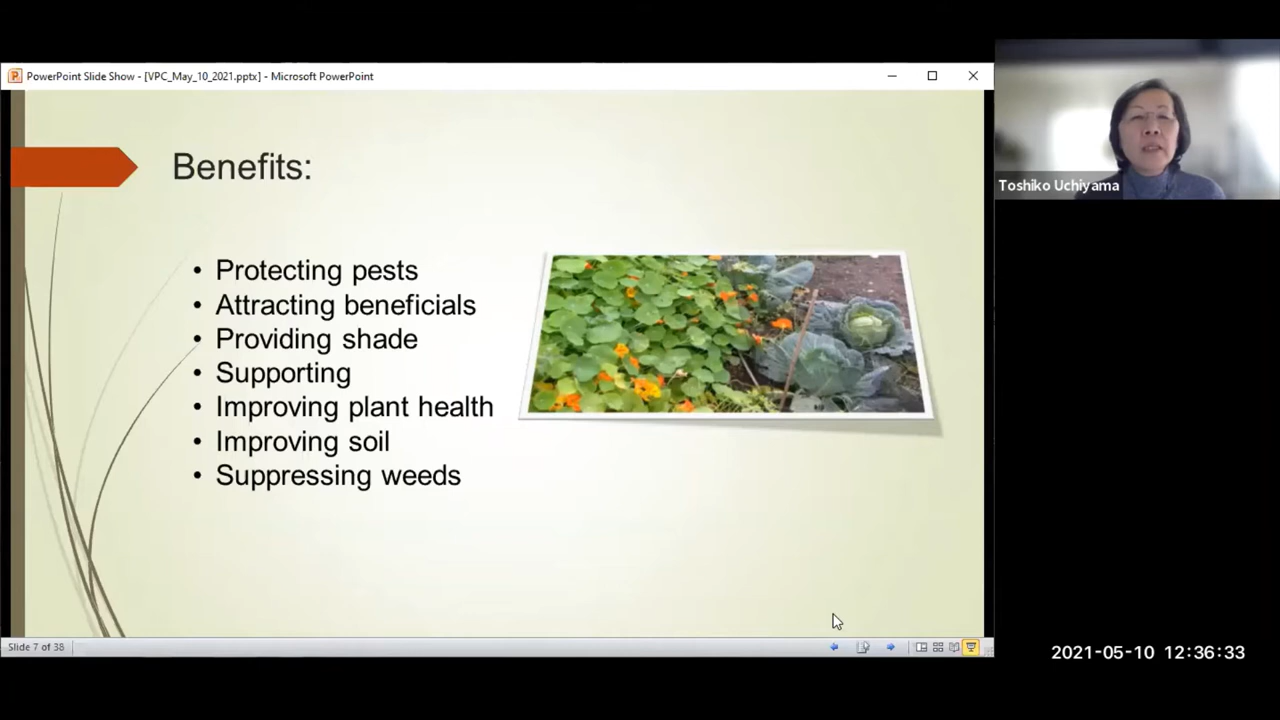 PowerPoint Slide Show - [VPC_May_10_2021.pptx] - Microsoft PowerPoint
Toshiko Uchiyama
Benefits:
• Protecting pests
• Attracting beneficials
• Providing shade
• Supporting
• Improving plant health
• Improving soil
• Suppressing weeds
Slide 7 of 38
2021-05-10 12:36:33